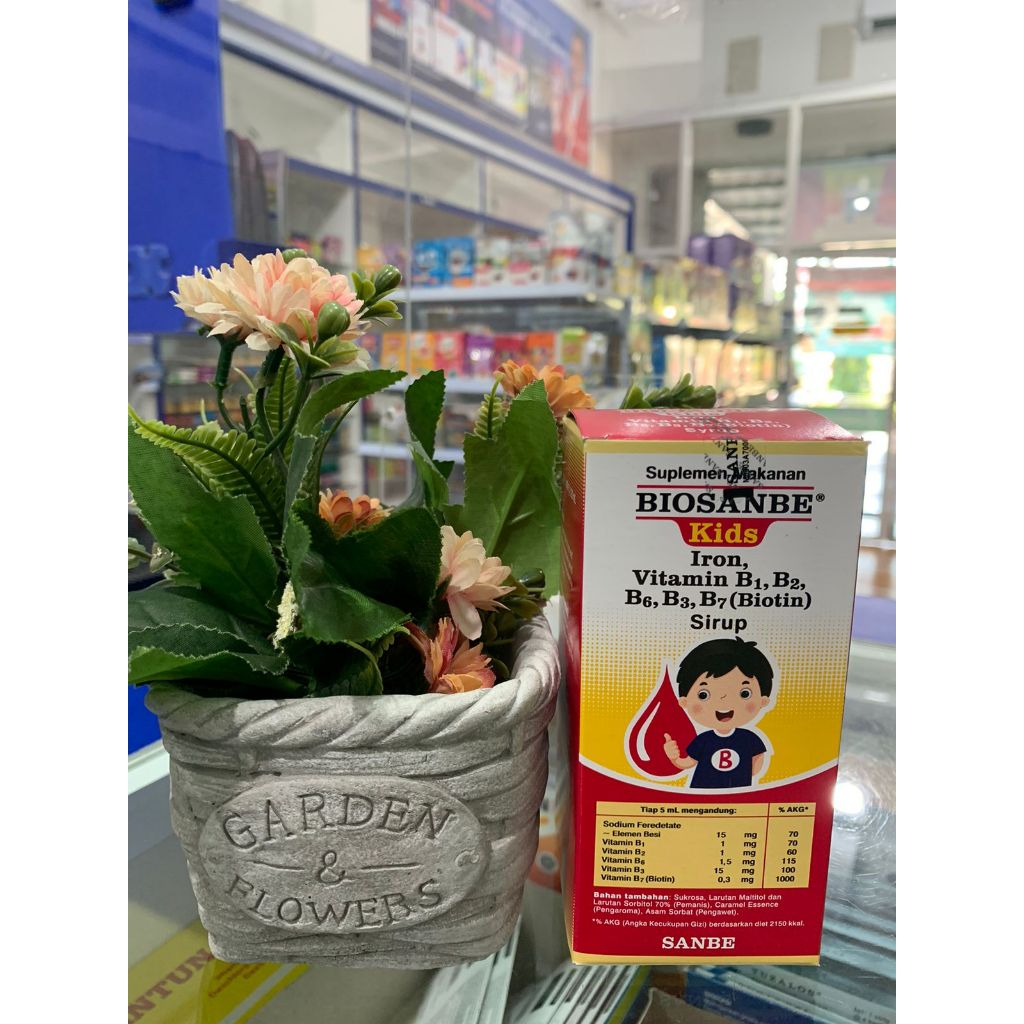 Suplemen Makanan
BIOSANBE®
Kids
Iron,
Vitamin B1, B2,
B6, B3, B7 (Biotin)
Sirup
B
Tiap 5 mL mengandung: % AKG*
Sodium Feredetate
– Elemen Besi 15 mg 70
Vitamin B1 1 mg 70
Vitamin B2 1 mg 60
Vitamin B6 1,5 mg 115
Vitamin B3 15 mg 100
Vitamin B7 (Biotin) 0,3 mg 1000
Bahan tambahan: Sukrosa, Larutan Maltitol dan
Larutan Sorbitol 70% (Pemanis), Caramel Essence
(Pengaroma), Asam Sorbat (Pengawet).
*% AKG (Angka Kecukupan Gizi) berdasarkan diet 2150 kkal.
SANBE
GARDEN
&
FLOWERS